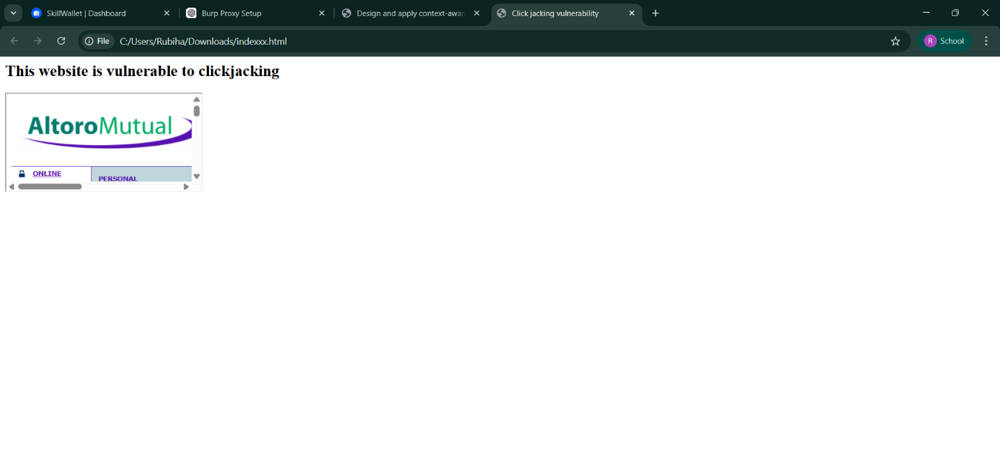 SkillWallet | Dashboard
Burp Proxy Setup
Design and apply context-awar
Click jacking vulnerability
File
C:/Users/Rubiha/Downloads/indexxx.html
R
School
This website is vulnerable to clickjacking
AltoroMutual
ONLINE
PERSONAL